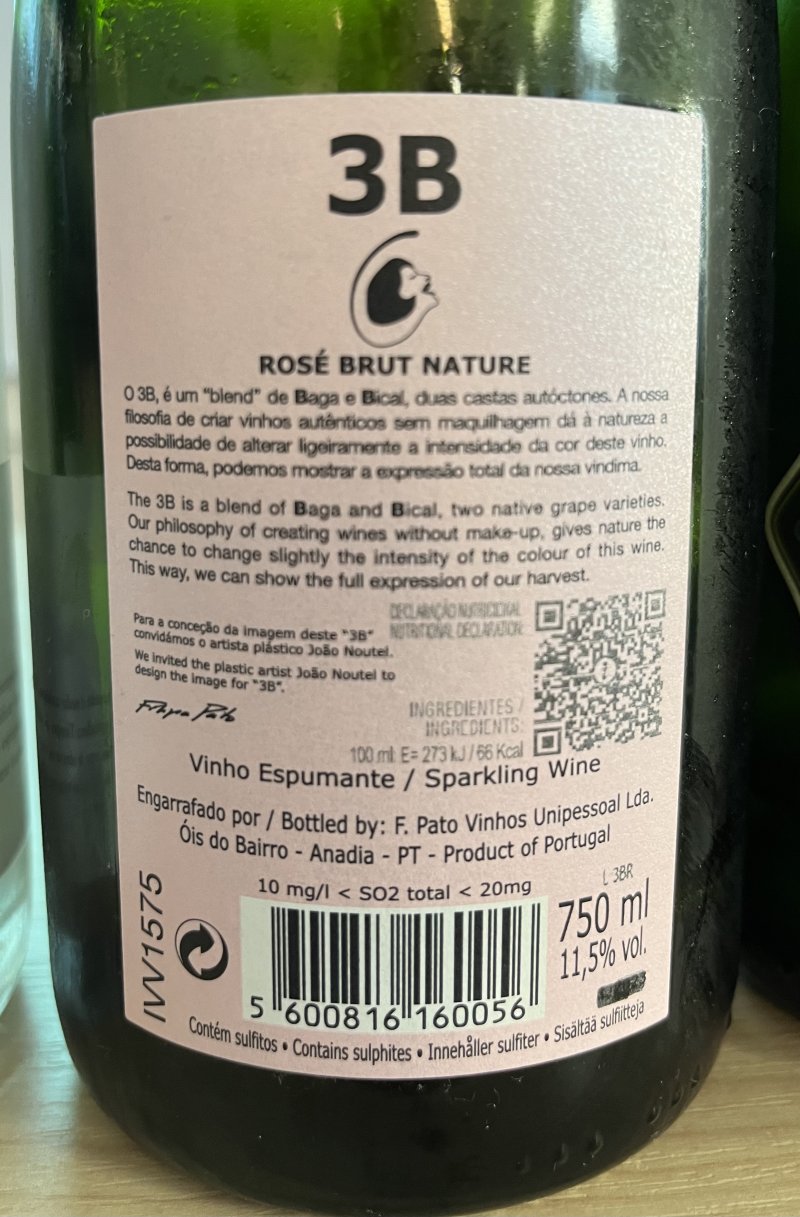 3B
ROSÉ BRUT NATURE
O 3B, é um "blend" de Baga e Bical, duas castas autóctones. A nossa
filosofia de criar vinhos autênticos sem maquilhagem dá à natureza a
possibilidade de alterar ligeiramente a intensidade da cor deste vinho.
Desta forma, podemos mostrar a expressão total da nossa vindima.
The 3B is a blend of Baga and Bical, two native grape varieties.
Our philosophy of creating wines without make-up, gives nature the
chance to change slightly the intensity of the colour of this wine.
This way, we can show the full expression of our harvest.
Para a conceção da imagem deste "3B"
convidámos o artista plástico João Noutel.
We invited the plastic artist João Noutel to
design the image for "3B".
Filipa Pato
DECLARAÇÃO NUTRICIONAL
NUTRITIONAL DECLARATION:
INGREDIENTES /
INGREDIENTS:
100 ml: E= 273 kJ / 66 Kcal
Vinho Espumante / Sparkling Wine
Engarrafado por / Bottled by: F. Pato Vinhos Unipessoal Lda.
Óis do Bairro - Anadia - PT - Product of Portugal
10 mg/l < SO2 total < 20mg
L 3BR
750 ml
11,5% vol.
IVV1575
5 600816 160056
Contém sulfitos • Contains sulphites • Innehåller sulfiter • Sisältää sulfiitteja